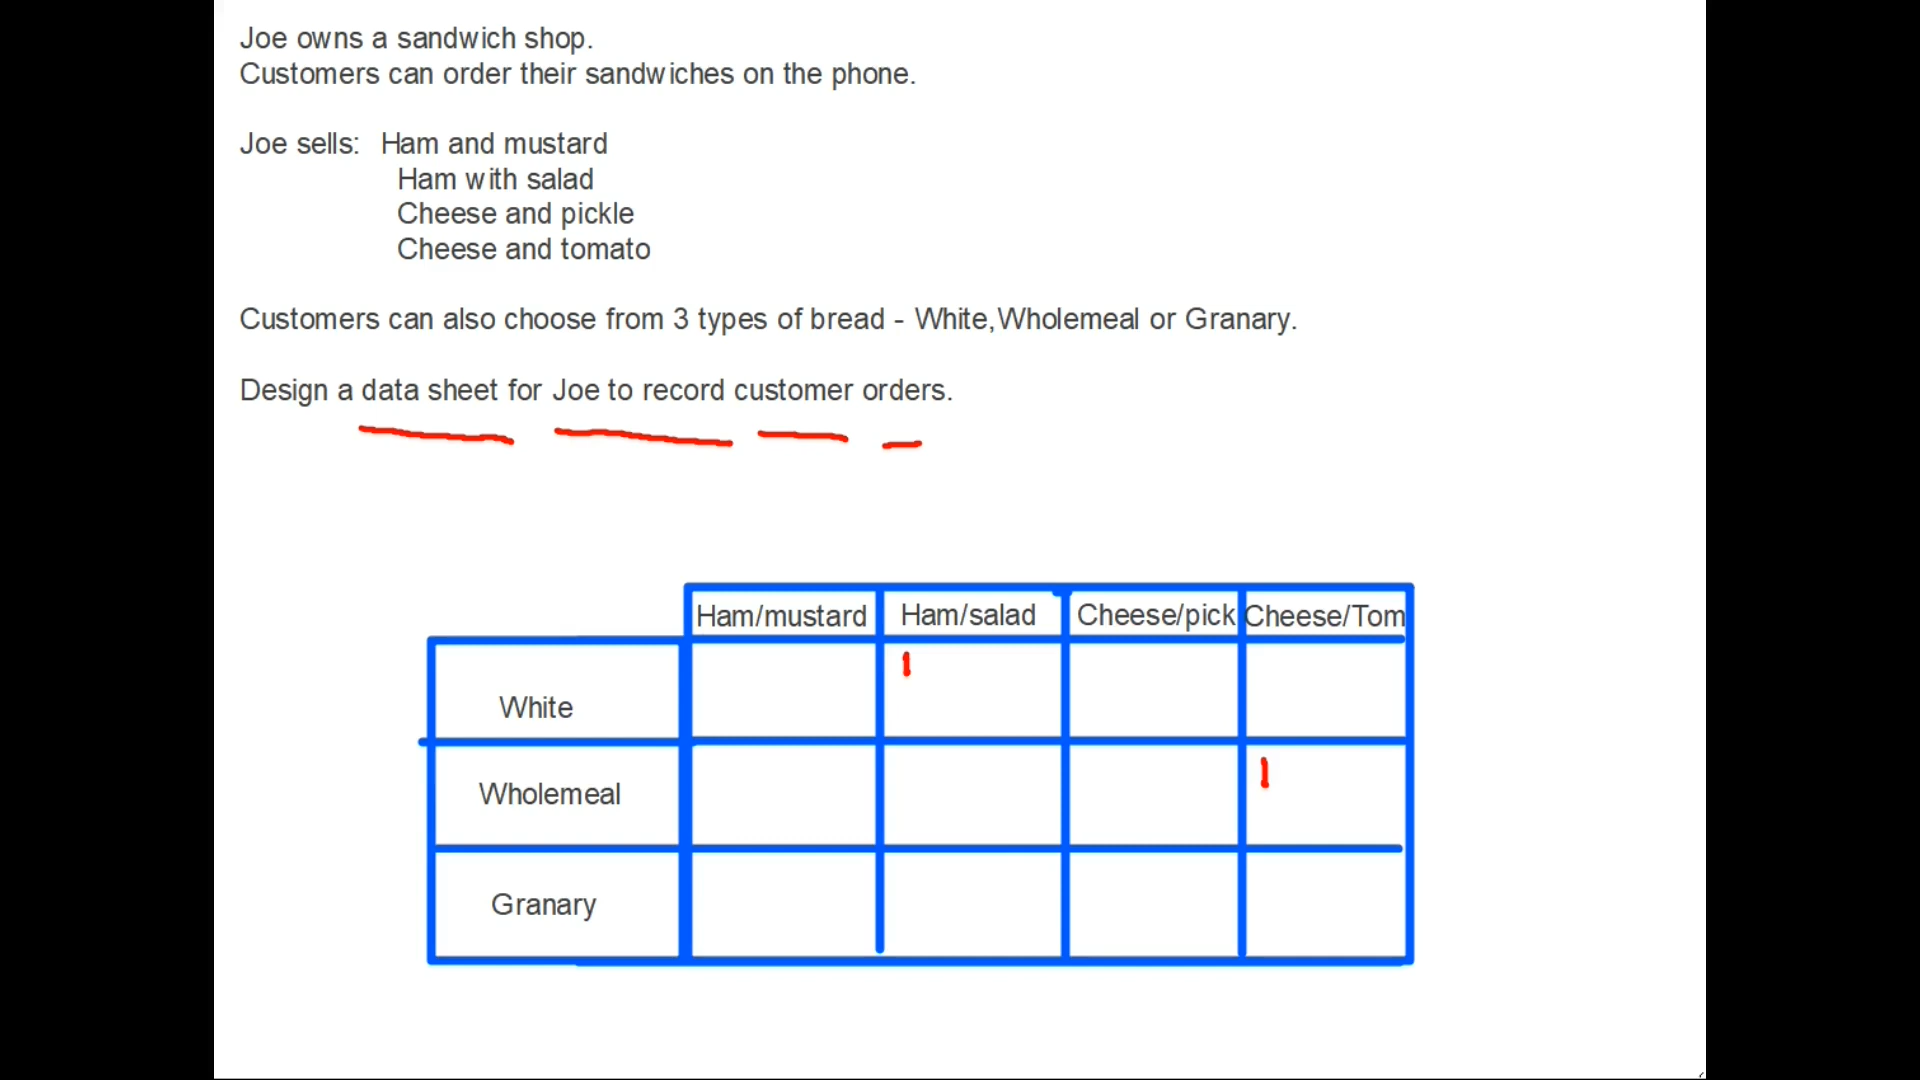 Joe owns a sandwich shop.
Customers can order their sandwiches on the phone.
Joe sells: Ham and mustard
Ham with salad
Cheese and pickle
Cheese and tomato
Customers can also choose from 3 types of bread - White,Wholemeal or Granary.
Design a data sheet for Joe to record customer orders.
Ham/mustard Ham/salad Cheese/pick Cheese/Tom
White
Wholemeal
Granary